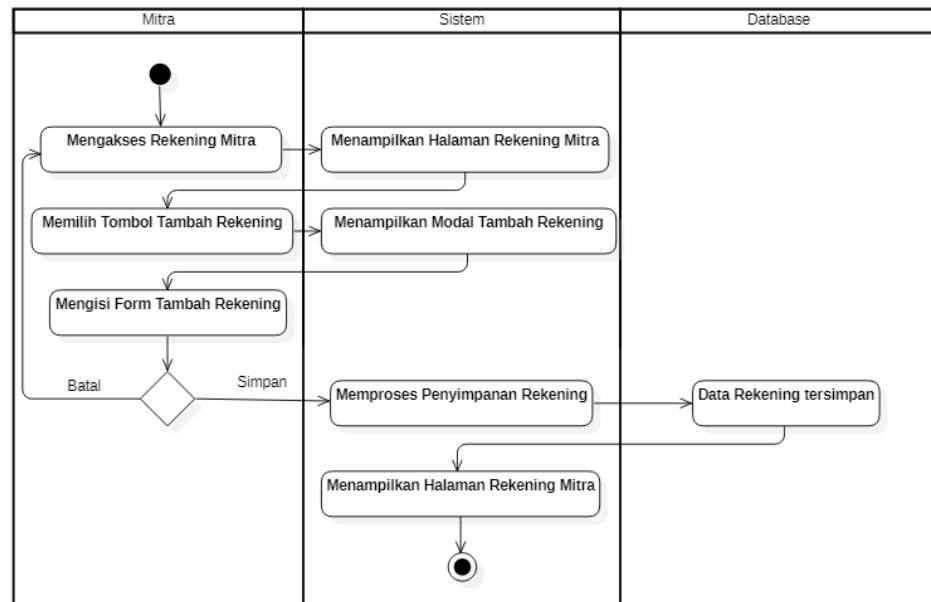 Mitra
Sistem
Database
Mengakses Rekening Mitra
Menampilkan Halaman Rekening Mitra
Memilih Tombol Tambah Rekening
Menampilkan Modal Tambah Rekening
Mengisi Form Tambah Rekening
Batal
Simpan
Memproses Penyimpanan Rekening
Data Rekening tersimpan
Menampilkan Halaman Rekening Mitra